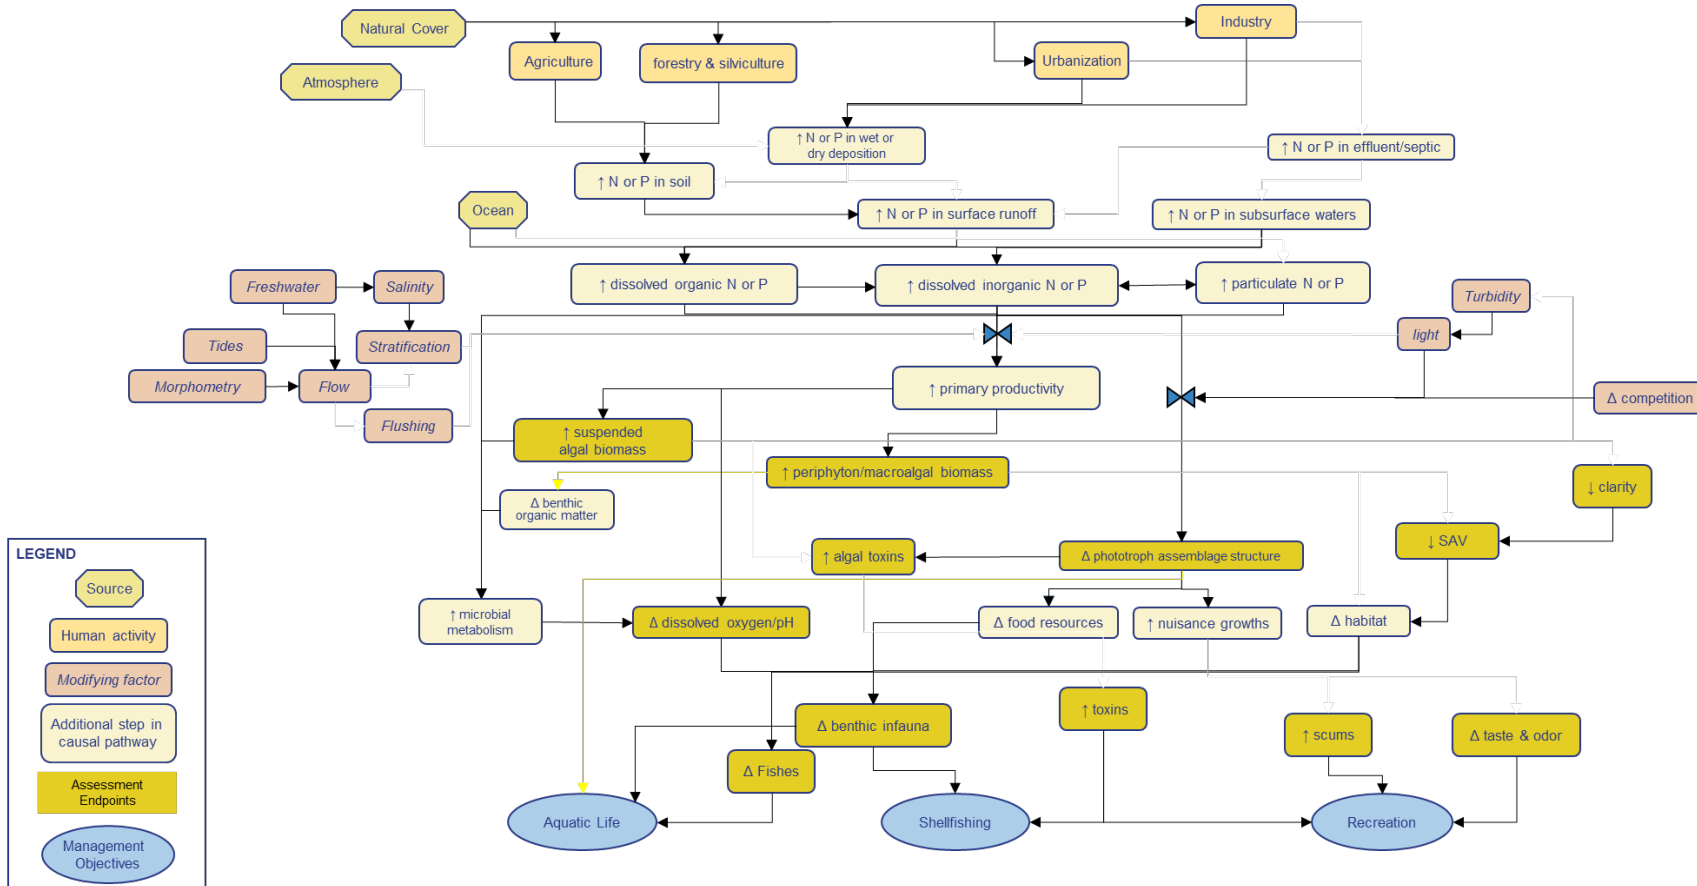 Natural Cover
Industry
Agriculture
forestry & silviculture
Urbanization
Atmosphere
↑ N or P in wet or
dry deposition
↑ N or P in effluent/septic
↑ N or P in soil
Ocean
↑ N or P in surface runoff
↑ N or P in subsurface waters
↑ dissolved organic N or P
↑ dissolved inorganic N or P
↑ particulate N or P
Freshwater
Salinity
Turbidity
Tides
Stratification
light
Morphometry
Flow
↑ primary productivity
Δ competition
Flushing
↑ suspended
algal biomass
↑ periphyton/macroalgal biomass
↓ clarity
Δ benthic
organic matter
↓ SAV
↑ algal toxins
Δ phototroph assemblage structure
↑ microbial
metabolism
Δ dissolved oxygen/pH
Δ food resources
↑ nuisance growths
Δ habitat
↑ toxins
Δ benthic infauna
↑ scums
Δ taste & odor
Δ Fishes
Aquatic Life
Shellfishing
Recreation
LEGEND
Source
Human activity
Modifying factor
Additional step in
causal pathway
Assessment
Endpoints
Management
Objectives